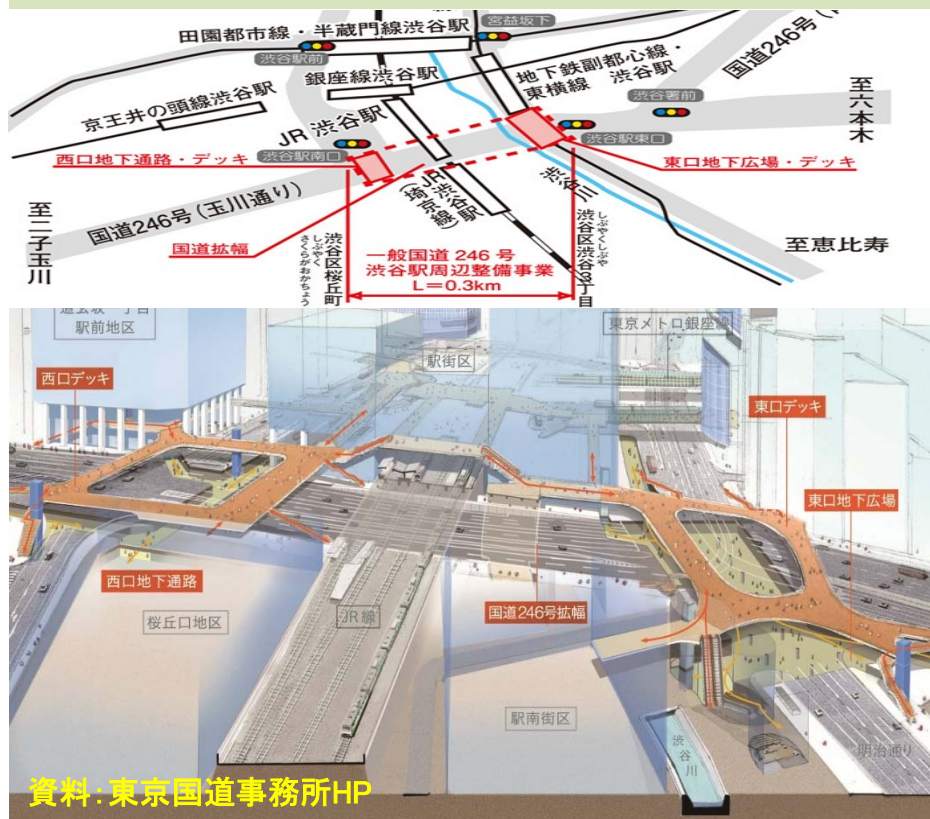 田園都市線・半蔵門線渋谷駅
宮益坂下
渋谷駅前
銀座線渋谷駅
地下鉄副都心線・
東横線 渋谷駅
国道246号
京王井の頭線渋谷駅
渋谷署前
至六本木
JR 渋谷駅
渋谷駅東口
西口地下通路・デッキ
渋谷駅南口
東口地下広場・デッキ
国道246号(玉川通り)
JR渋谷駅
(埼京線)
渋谷川
至二子玉川
国道拡幅
しぶやく
さくらがおかちょう
渋谷区桜丘町
一般国道 246 号
渋谷駅周辺整備事業
L=0.3km
しぶやくしぶや
渋谷区渋谷3丁目
至恵比寿
駅前地区
東京メトロ銀座線
駅街区
西口デッキ
東口デッキ
東口地下広場
西口地下通路
桜丘口地区
JR線
国道246号拡幅
駅南街区
渋谷川
明治通り
資料:東京国道事務所HP